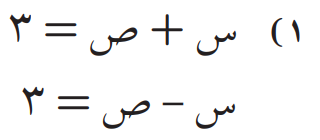 ١) س + ص = ٣
س - ص = ٣